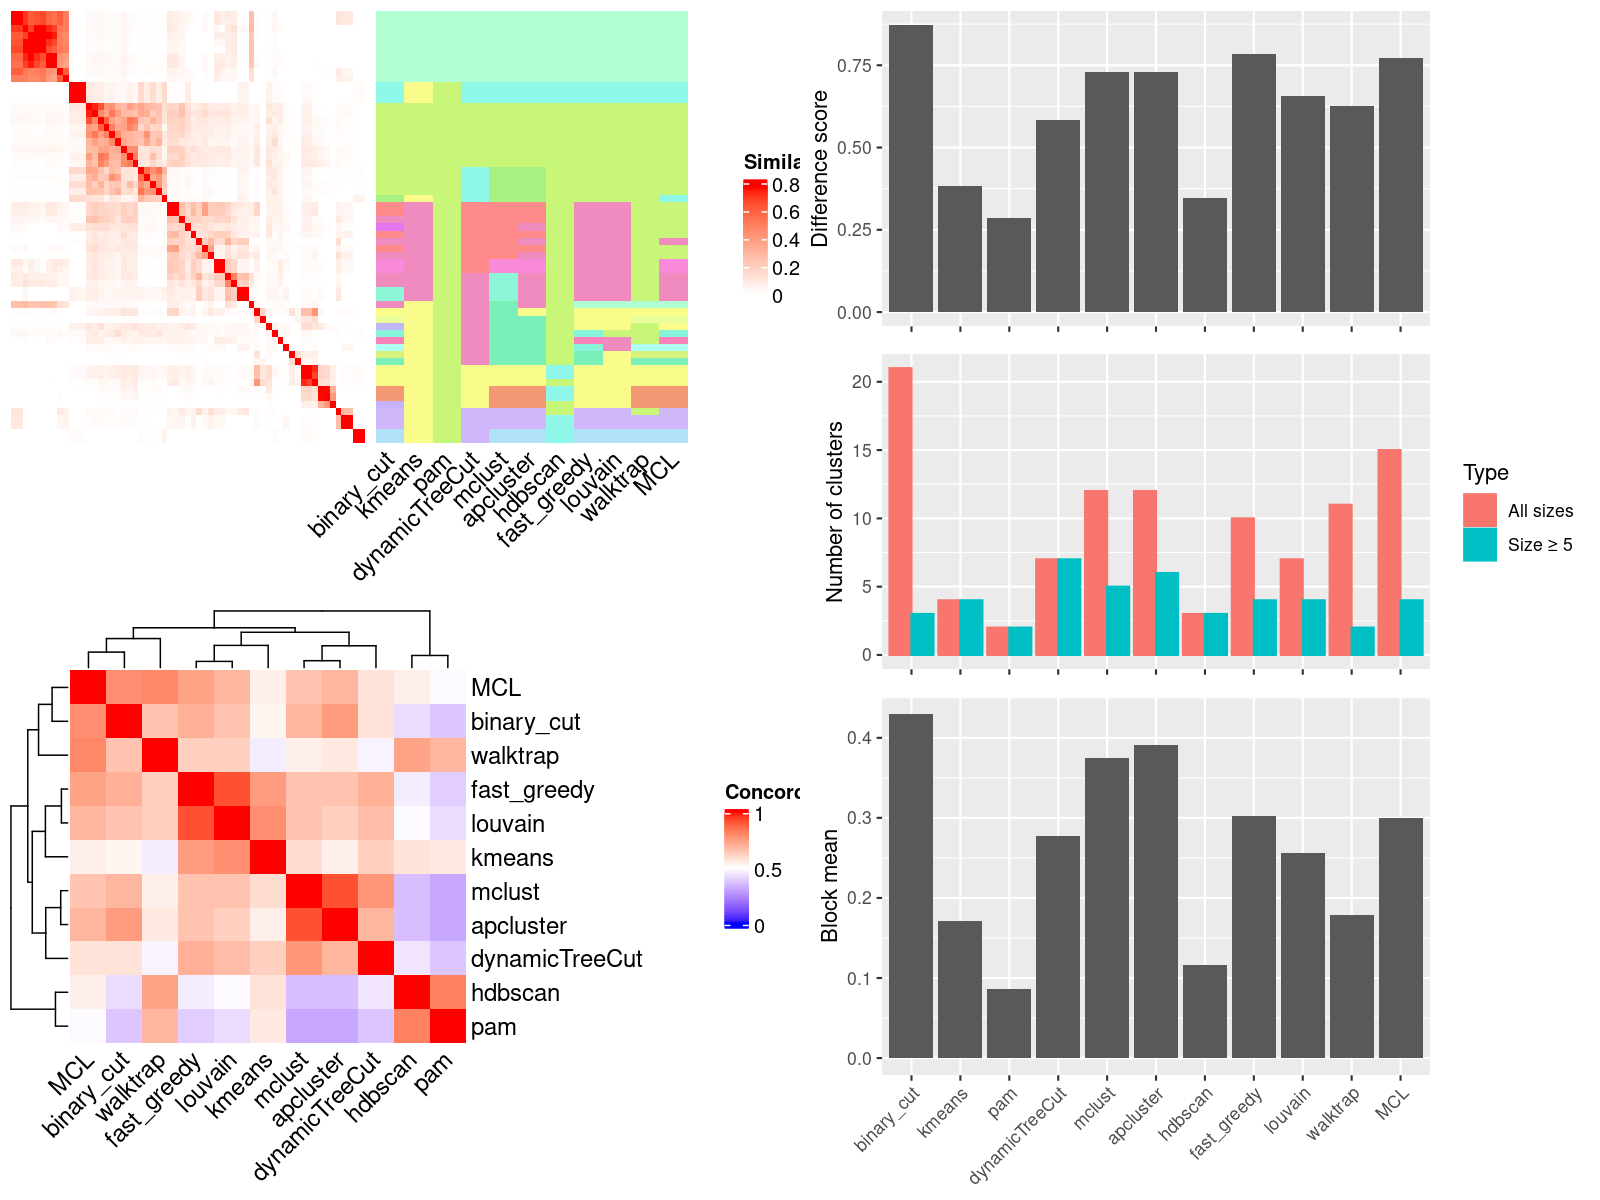 Simila
0.8
0.6
0.4
0.2
0
binary_cut
kmeans
pam
dynamicTreeCut
mclust
apcluster
hdbscan
fast_greedy
louvain
walktrap
MCL
MCL
binary_cut
walktrap
fast_greedy
louvain
kmeans
mclust
apcluster
dynamicTreeCut
hdbscan
pam
MCL
binary_cut
walktrap
fast_greedy
louvain
kmeans
mclust
apcluster
dynamicTreeCut
hdbscan
pam
Concord
1
0.5
0
Difference score
0.75
0.50
0.25
0.00
Number of clusters
20
15
10
5
0
Type
All sizes
Size ≥ 5
Block mean
0.4
0.3
0.2
0.1
0.0
binary_cut
kmeans
pam
dynamicTreeCut
mclust
apcluster
hdbscan
fast_greedy
louvain
walktrap
MCL